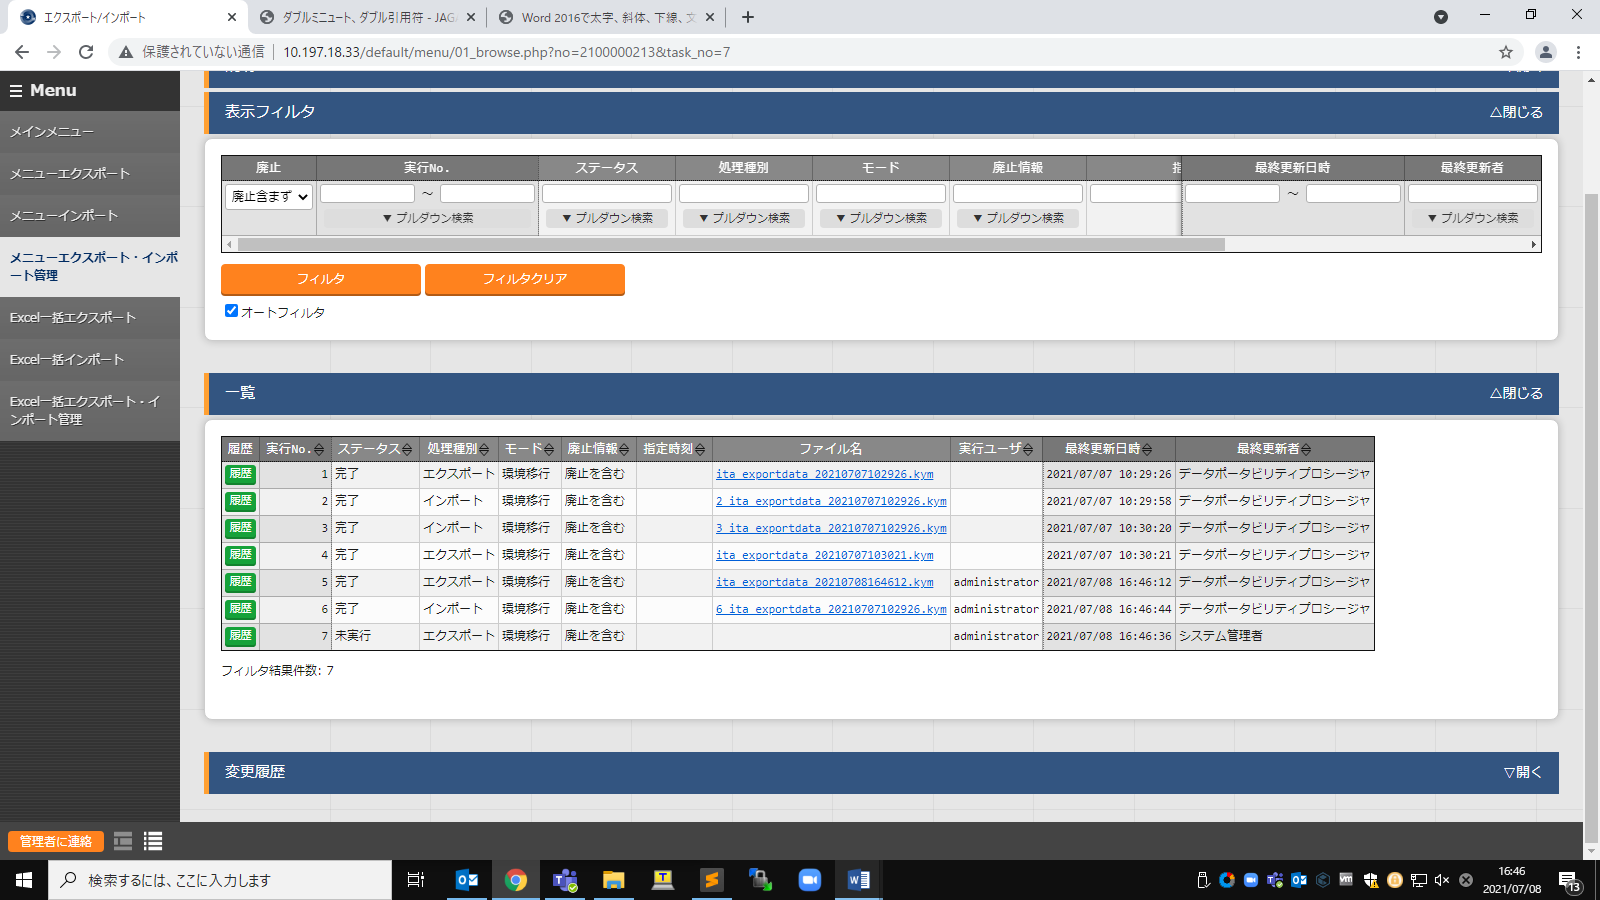 エクスポート/インポート
ダブルミニュート、ダブル引用符 - JAGA
Word 2016で太字、斜体、下線、文
保護されていない通信
10.197.18.33/default/menu/01_browse.php?no=2100000213&task_no=7
Menu
メインメニュー
メニューエクスポート
メニューインポート
メニューエクスポート・インポート管理
Excel一括エクスポート
Excel一括インポート
Excel一括エクスポート・インポート管理
表示フィルタ
△閉じる
廃止 実行No. ステータス 処理種別 モード 廃止情報 指 最終更新日時 最終更新者
廃止含まず ～ ～
▼ プルダウン検索 ▼ プルダウン検索 ▼ プルダウン検索 ▼ プルダウン検索 ▼ プルダウン検索 ▼ プルダウン検索
フィルタ フィルタクリア
オートフィルタ
一覧
△閉じる
履歴 実行No. ステータス 処理種別 モード 廃止情報 指定時刻 ファイル名 実行ユーザ 最終更新日時 最終更新者
履歴 1 完了 エクスポート 環境移行 廃止を含む ita_exportdata_20210707102926.kym 2021/07/07 10:29:26 データポータビリティプロシージャ
履歴 2 完了 インポート 環境移行 廃止を含む 2_ita_exportdata_20210707102926.kym 2021/07/07 10:29:58 データポータビリティプロシージャ
履歴 3 完了 インポート 環境移行 廃止を含む 3_ita_exportdata_20210707102926.kym 2021/07/07 10:30:20 データポータビリティプロシージャ
履歴 4 完了 エクスポート 環境移行 廃止を含む ita_exportdata_20210707103021.kym 2021/07/07 10:30:21 データポータビリティプロシージャ
履歴 5 完了 エクスポート 環境移行 廃止を含む ita_exportdata_20210708164612.kym administrator 2021/07/08 16:46:12 データポータビリティプロシージャ
履歴 6 完了 インポート 環境移行 廃止を含む 6_ita_exportdata_20210707102926.kym administrator 2021/07/08 16:46:44 データポータビリティプロシージャ
履歴 7 未実行 エクスポート 環境移行 廃止を含む administrator 2021/07/08 16:46:36 システム管理者
フィルタ結果件数: 7
変更履歴
▽開く
管理者に連絡
検索するには、ここに入力します
16:46
2021/07/08
13